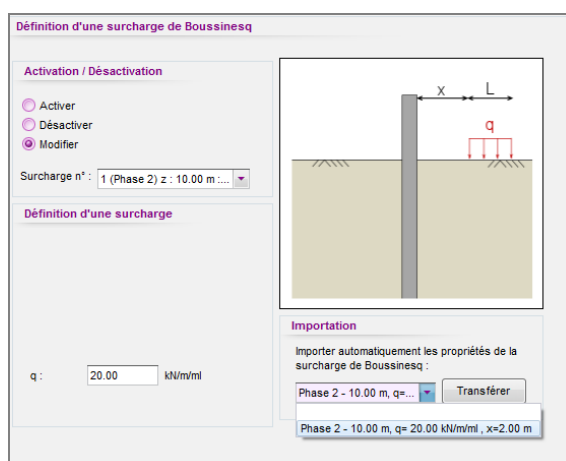 Définition d'une surcharge de Boussinesq
Activation / Désactivation
Activer
Désactiver
Modifier
Surcharge n° : 1 (Phase 2) z : 10.00 m :...
Définition d'une surcharge
q : 20.00 kN/m/ml
x L
q
Importation
Importer automatiquement les propriétés de la
surcharge de Boussinesq :
Phase 2 - 10.00 m, q=... Transférer
Phase 2 - 10.00 m, q= 20.00 kN/m/ml , x=2.00 m